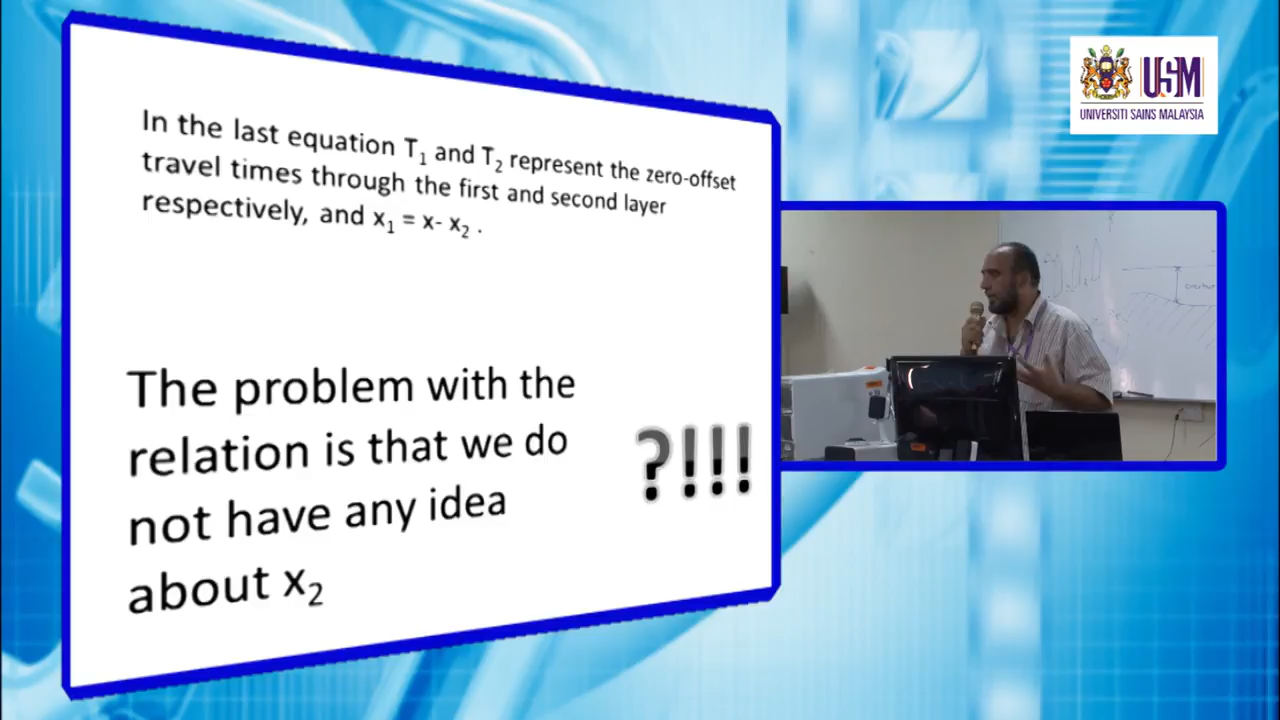 In the last equation T₁ and T₂ represent the zero-offset
travel times through the first and second layer
respectively, and x₁ = x- x₂ .
The problem with the
relation is that we do
not have any idea
about x₂
?!!!
USM
UNIVERSITI SAINS MALAYSIA